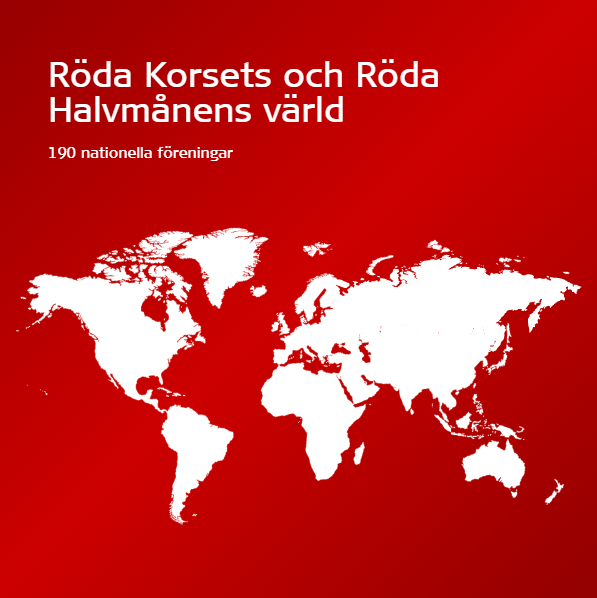 Röda Korsets och Röda
Halvmånens värld
190 nationella föreningar